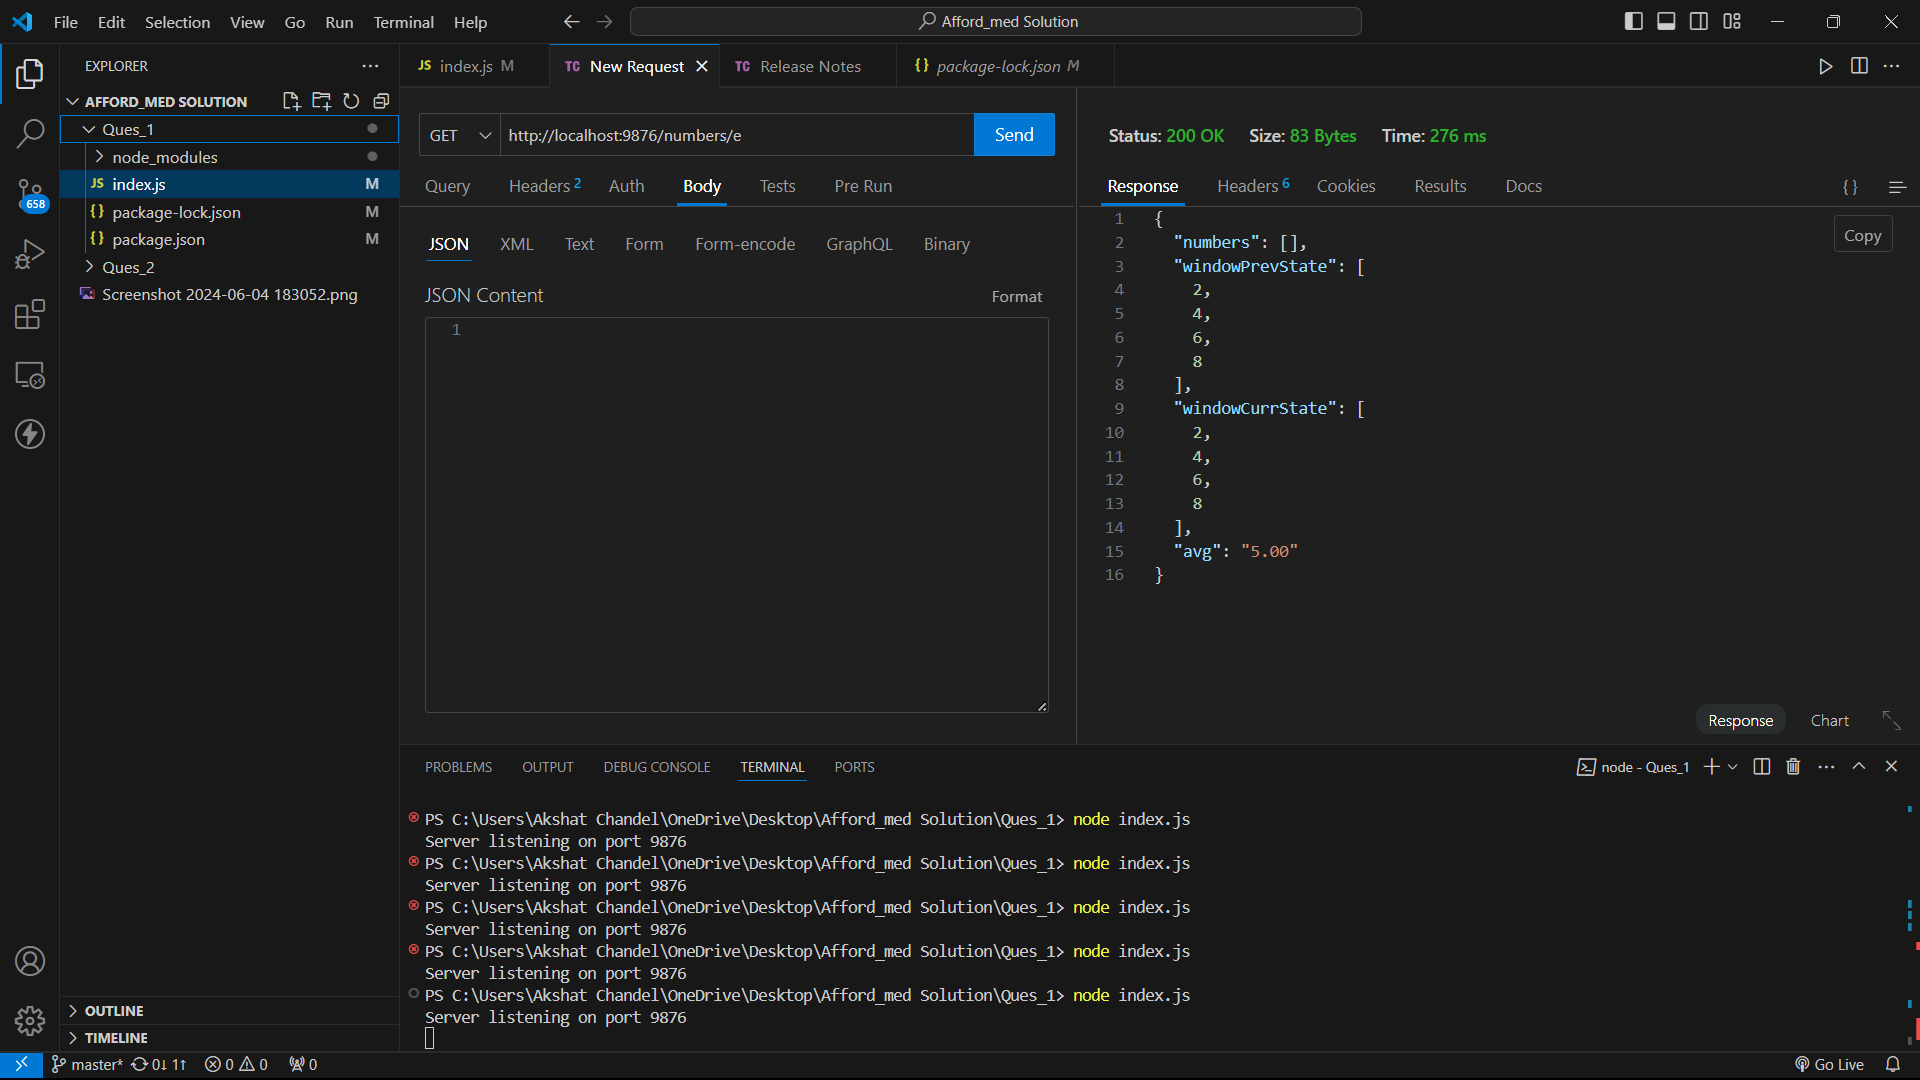 File Edit Selection View Go Run Terminal Help
Afford_med Solution
EXPLORER
AFFORD_MED SOLUTION
Ques_1
node_modules
JS index.js M
{} package-lock.json M
{} package.json M
Ques_2
Screenshot 2024-06-04 183052.png
658
OUTLINE
TIMELINE
JS index.js M
TC New Request
TC Release Notes
{} package-lock.json M
GET http://localhost:9876/numbers/e Send
Query Headers 2 Auth Body Tests Pre Run
JSON XML Text Form Form-encode GraphQL Binary
JSON Content Format
1
Status: 200 OK Size: 83 Bytes Time: 276 ms
Response Headers 6 Cookies Results Docs {}
Copy
1 {
2 "numbers": [],
3 "windowPrevState": [
4 2,
5 4,
6 6,
7 8
8 ],
9 "windowCurrState": [
10 2,
11 4,
12 6,
13 8
14 ],
15 "avg": "5.00"
16 }
Response Chart
PROBLEMS OUTPUT DEBUG CONSOLE TERMINAL PORTS
node - Ques_1
PS C:\Users\Akshat Chandel\OneDrive\Desktop\Afford_med Solution\Ques_1> node index.js
Server listening on port 9876
PS C:\Users\Akshat Chandel\OneDrive\Desktop\Afford_med Solution\Ques_1> node index.js
Server listening on port 9876
PS C:\Users\Akshat Chandel\OneDrive\Desktop\Afford_med Solution\Ques_1> node index.js
Server listening on port 9876
PS C:\Users\Akshat Chandel\OneDrive\Desktop\Afford_med Solution\Ques_1> node index.js
Server listening on port 9876
PS C:\Users\Akshat Chandel\OneDrive\Desktop\Afford_med Solution\Ques_1> node index.js
Server listening on port 9876
master* 0↓ 1↑ 0 0 0 Go Live